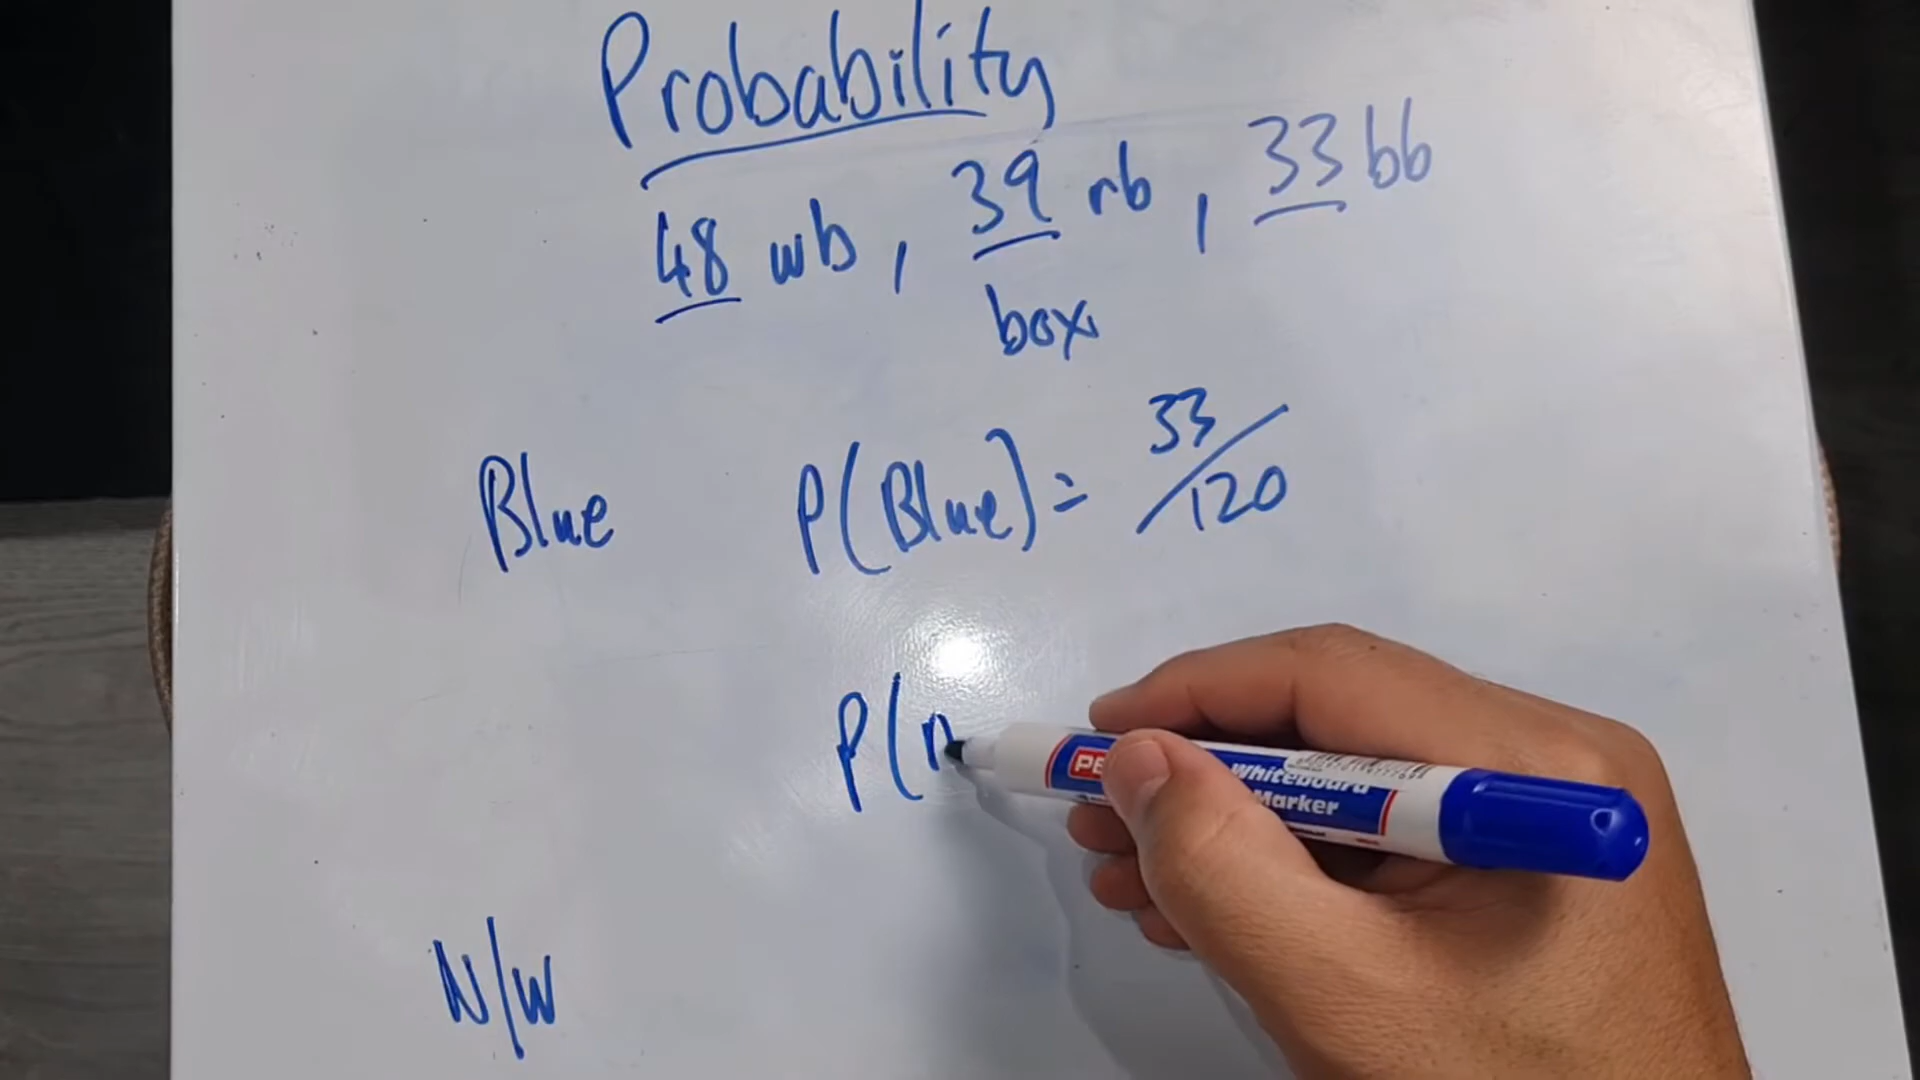 Probability
48 wb, 39 rb, 33 bb
box
Blue P(Blue) = 33/120
P(n
N/W
Whiteboard
Marker